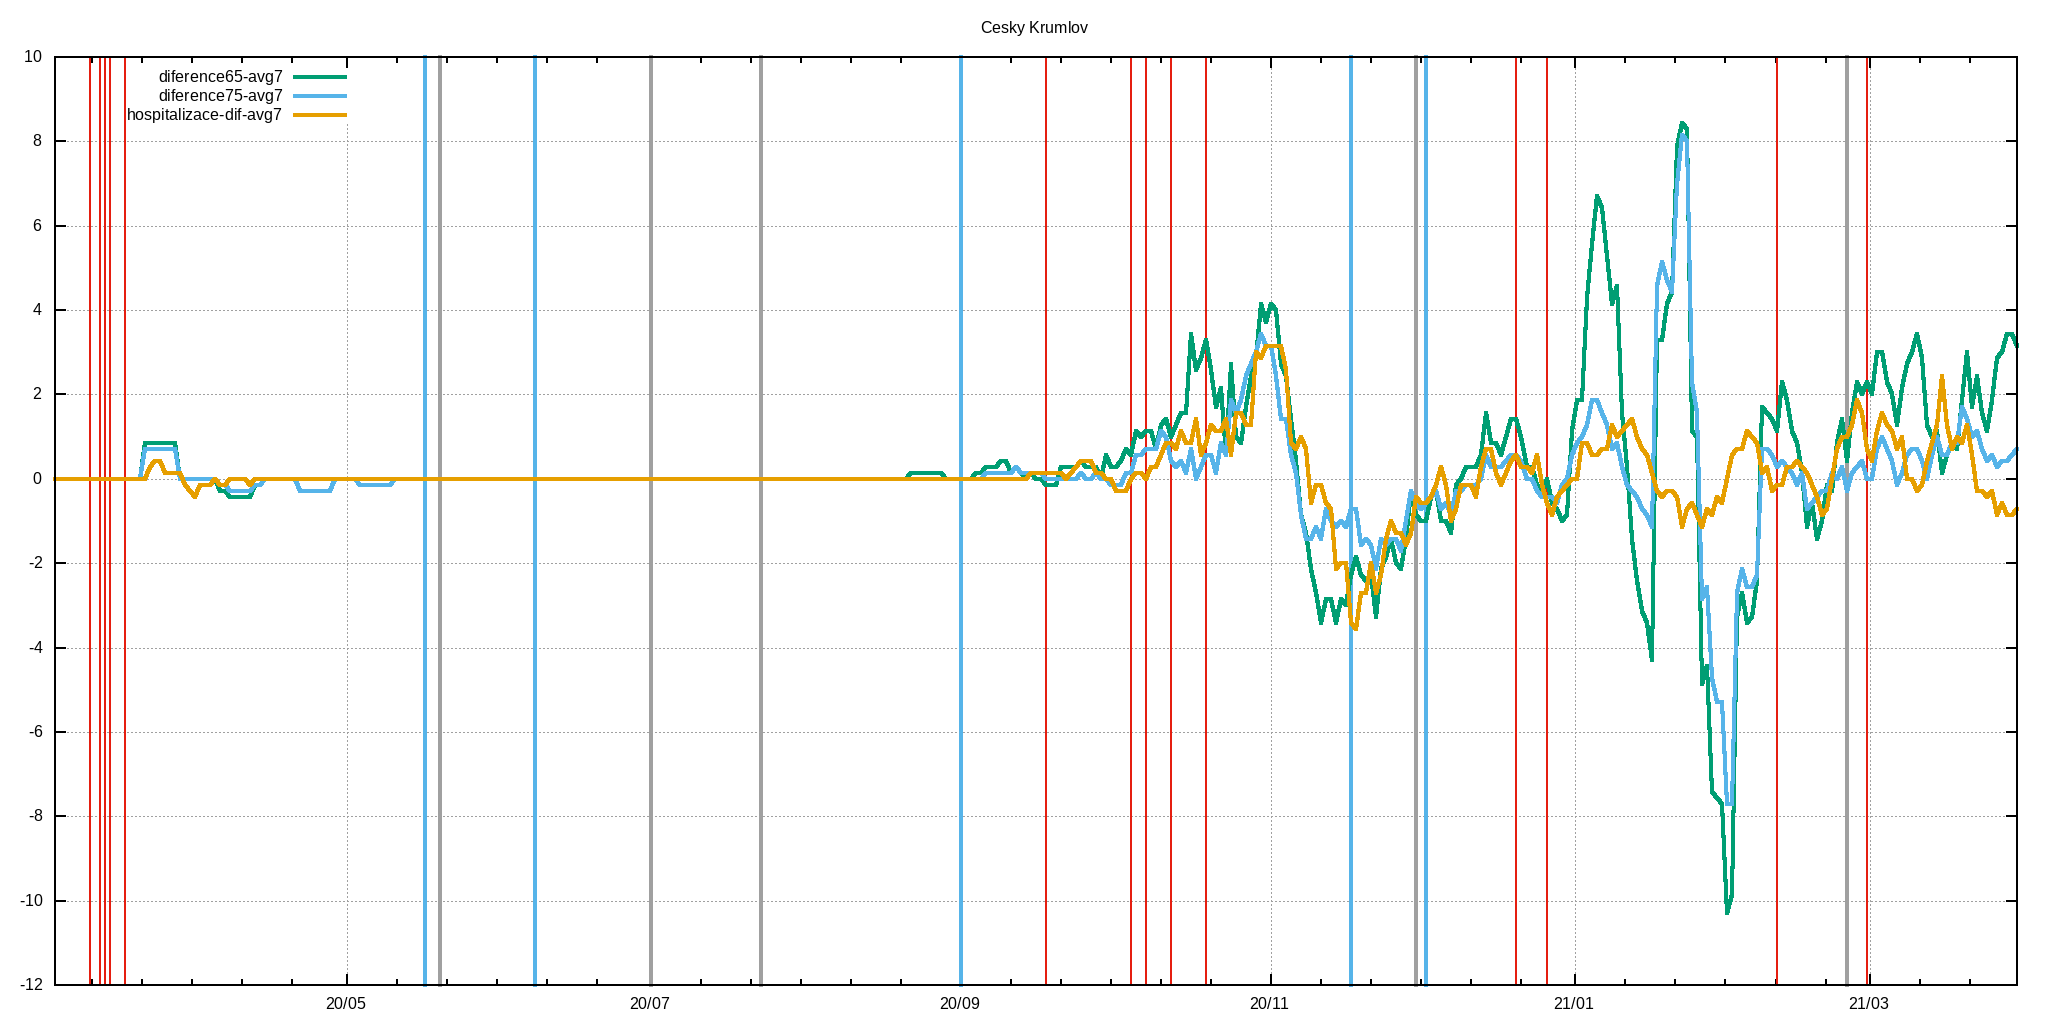 Cesky Krumlov
10
diference65-avg7
diference75-avg7
hospitalizace-dif-avg7
8
6
4
2
0
-2
-4
-6
-8
-10
-12
20/05 20/07 20/09 20/11 21/01 21/03